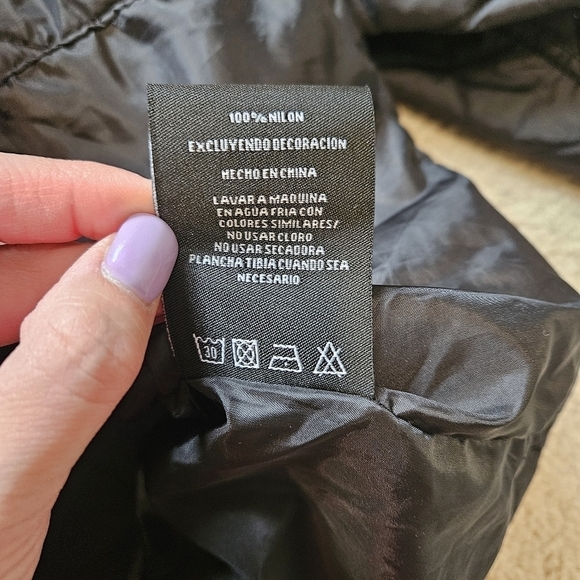 100% NILON
EXCLUYENDO DECORACION
HECHO EN CHINA
LAVAR A MAQUINA
EN AGUA FRIA CON
COLORES SIMILARES/
NO USAR CLORO
NO USAR SECADORA
PLANCHA TIBIA CUANDO SEA
NECESARIO
30